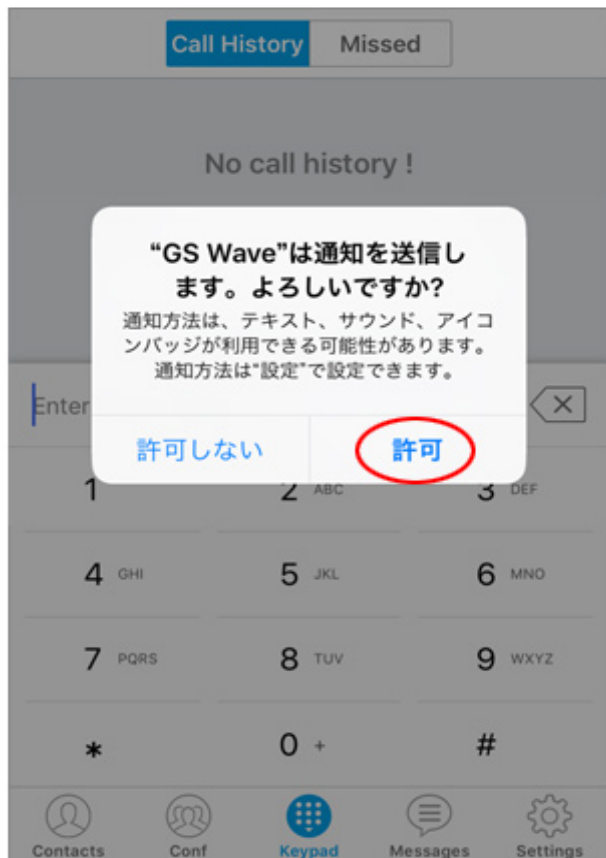 Call History Missed
No call history !
“GS Wave”は通知を送信し
ます。よろしいですか?
通知方法は、テキスト、サウンド、アイコ
ンバッジが利用できる可能性があります。
通知方法は“設定”で設定できます。
Enter
許可しない 許可
1 2 ABC 3 DEF
4 GHI 5 JKL 6 MNO
7 PQRS 8 TUV 9 WXYZ
* 0 + #
Contacts Conf Keypad Messages Settings